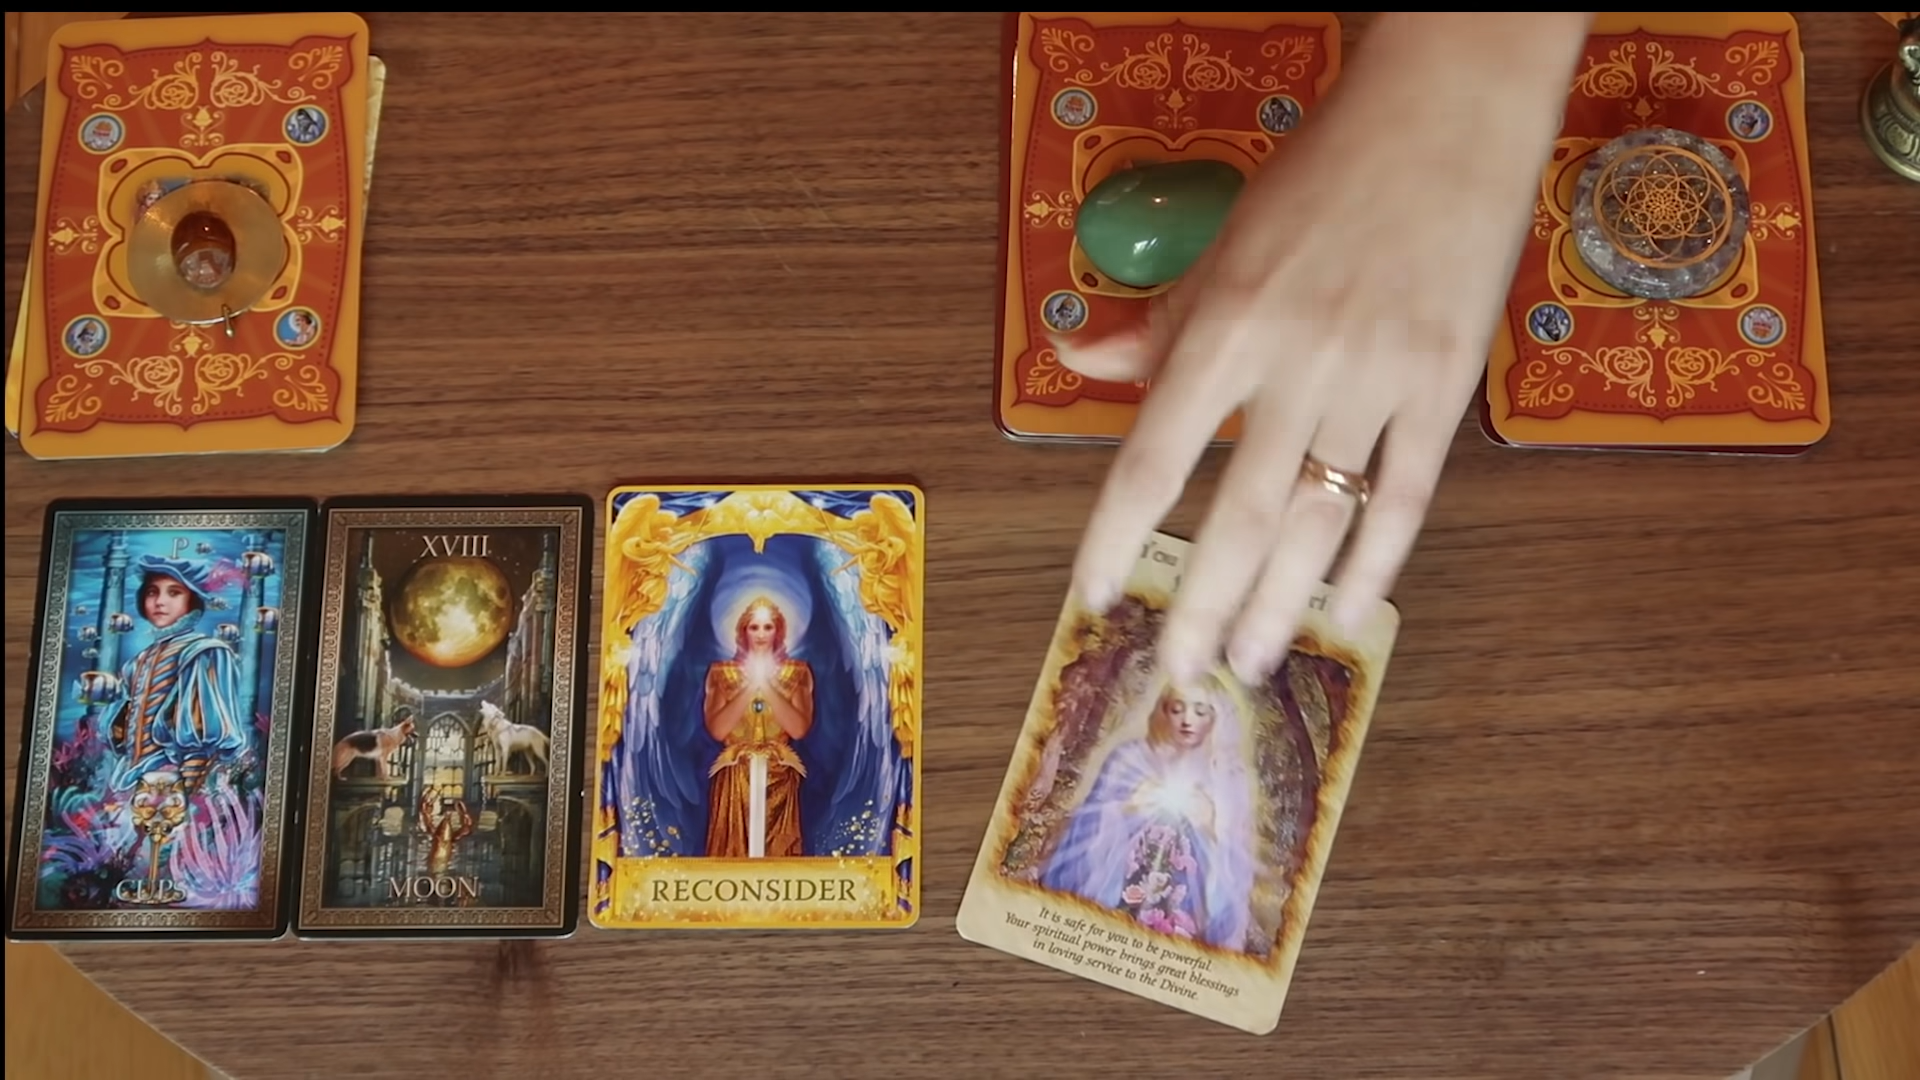 P
CUPS
XVIII
MOON
RECONSIDER
You
It is safe for you to be powerful.
Your spiritual power brings great blessings
in loving service to the Divine.